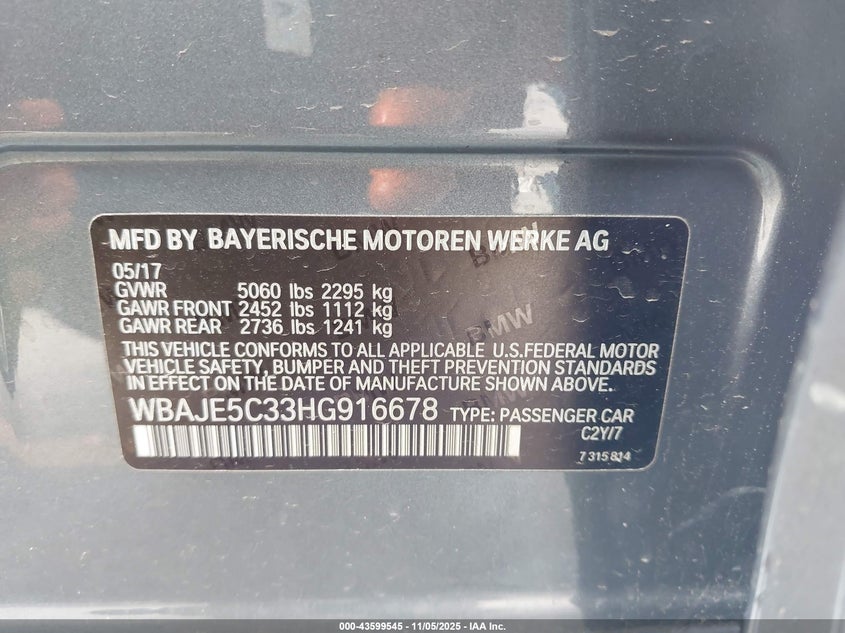 MFD BY BAYERISCHE MOTOREN WERKE AG
05/17
GVWR 5060 lbs 2295 kg
GAWR FRONT 2452 lbs 1112 kg
GAWR REAR 2736 lbs 1241 kg
THIS VEHICLE CONFORMS TO ALL APPLICABLE U.S.FEDERAL MOTOR
VEHICLE SAFETY, BUMPER AND THEFT PREVENTION STANDARDS
IN EFFECT ON THE DATE OF MANUFACTURE SHOWN ABOVE.
WBAJE5C33HG916678 TYPE: PASSENGER CAR
C2Y/7
7 315 814
BMW
BMW
BMW
000-43599545 - 11/05/2025 - IAA Inc.